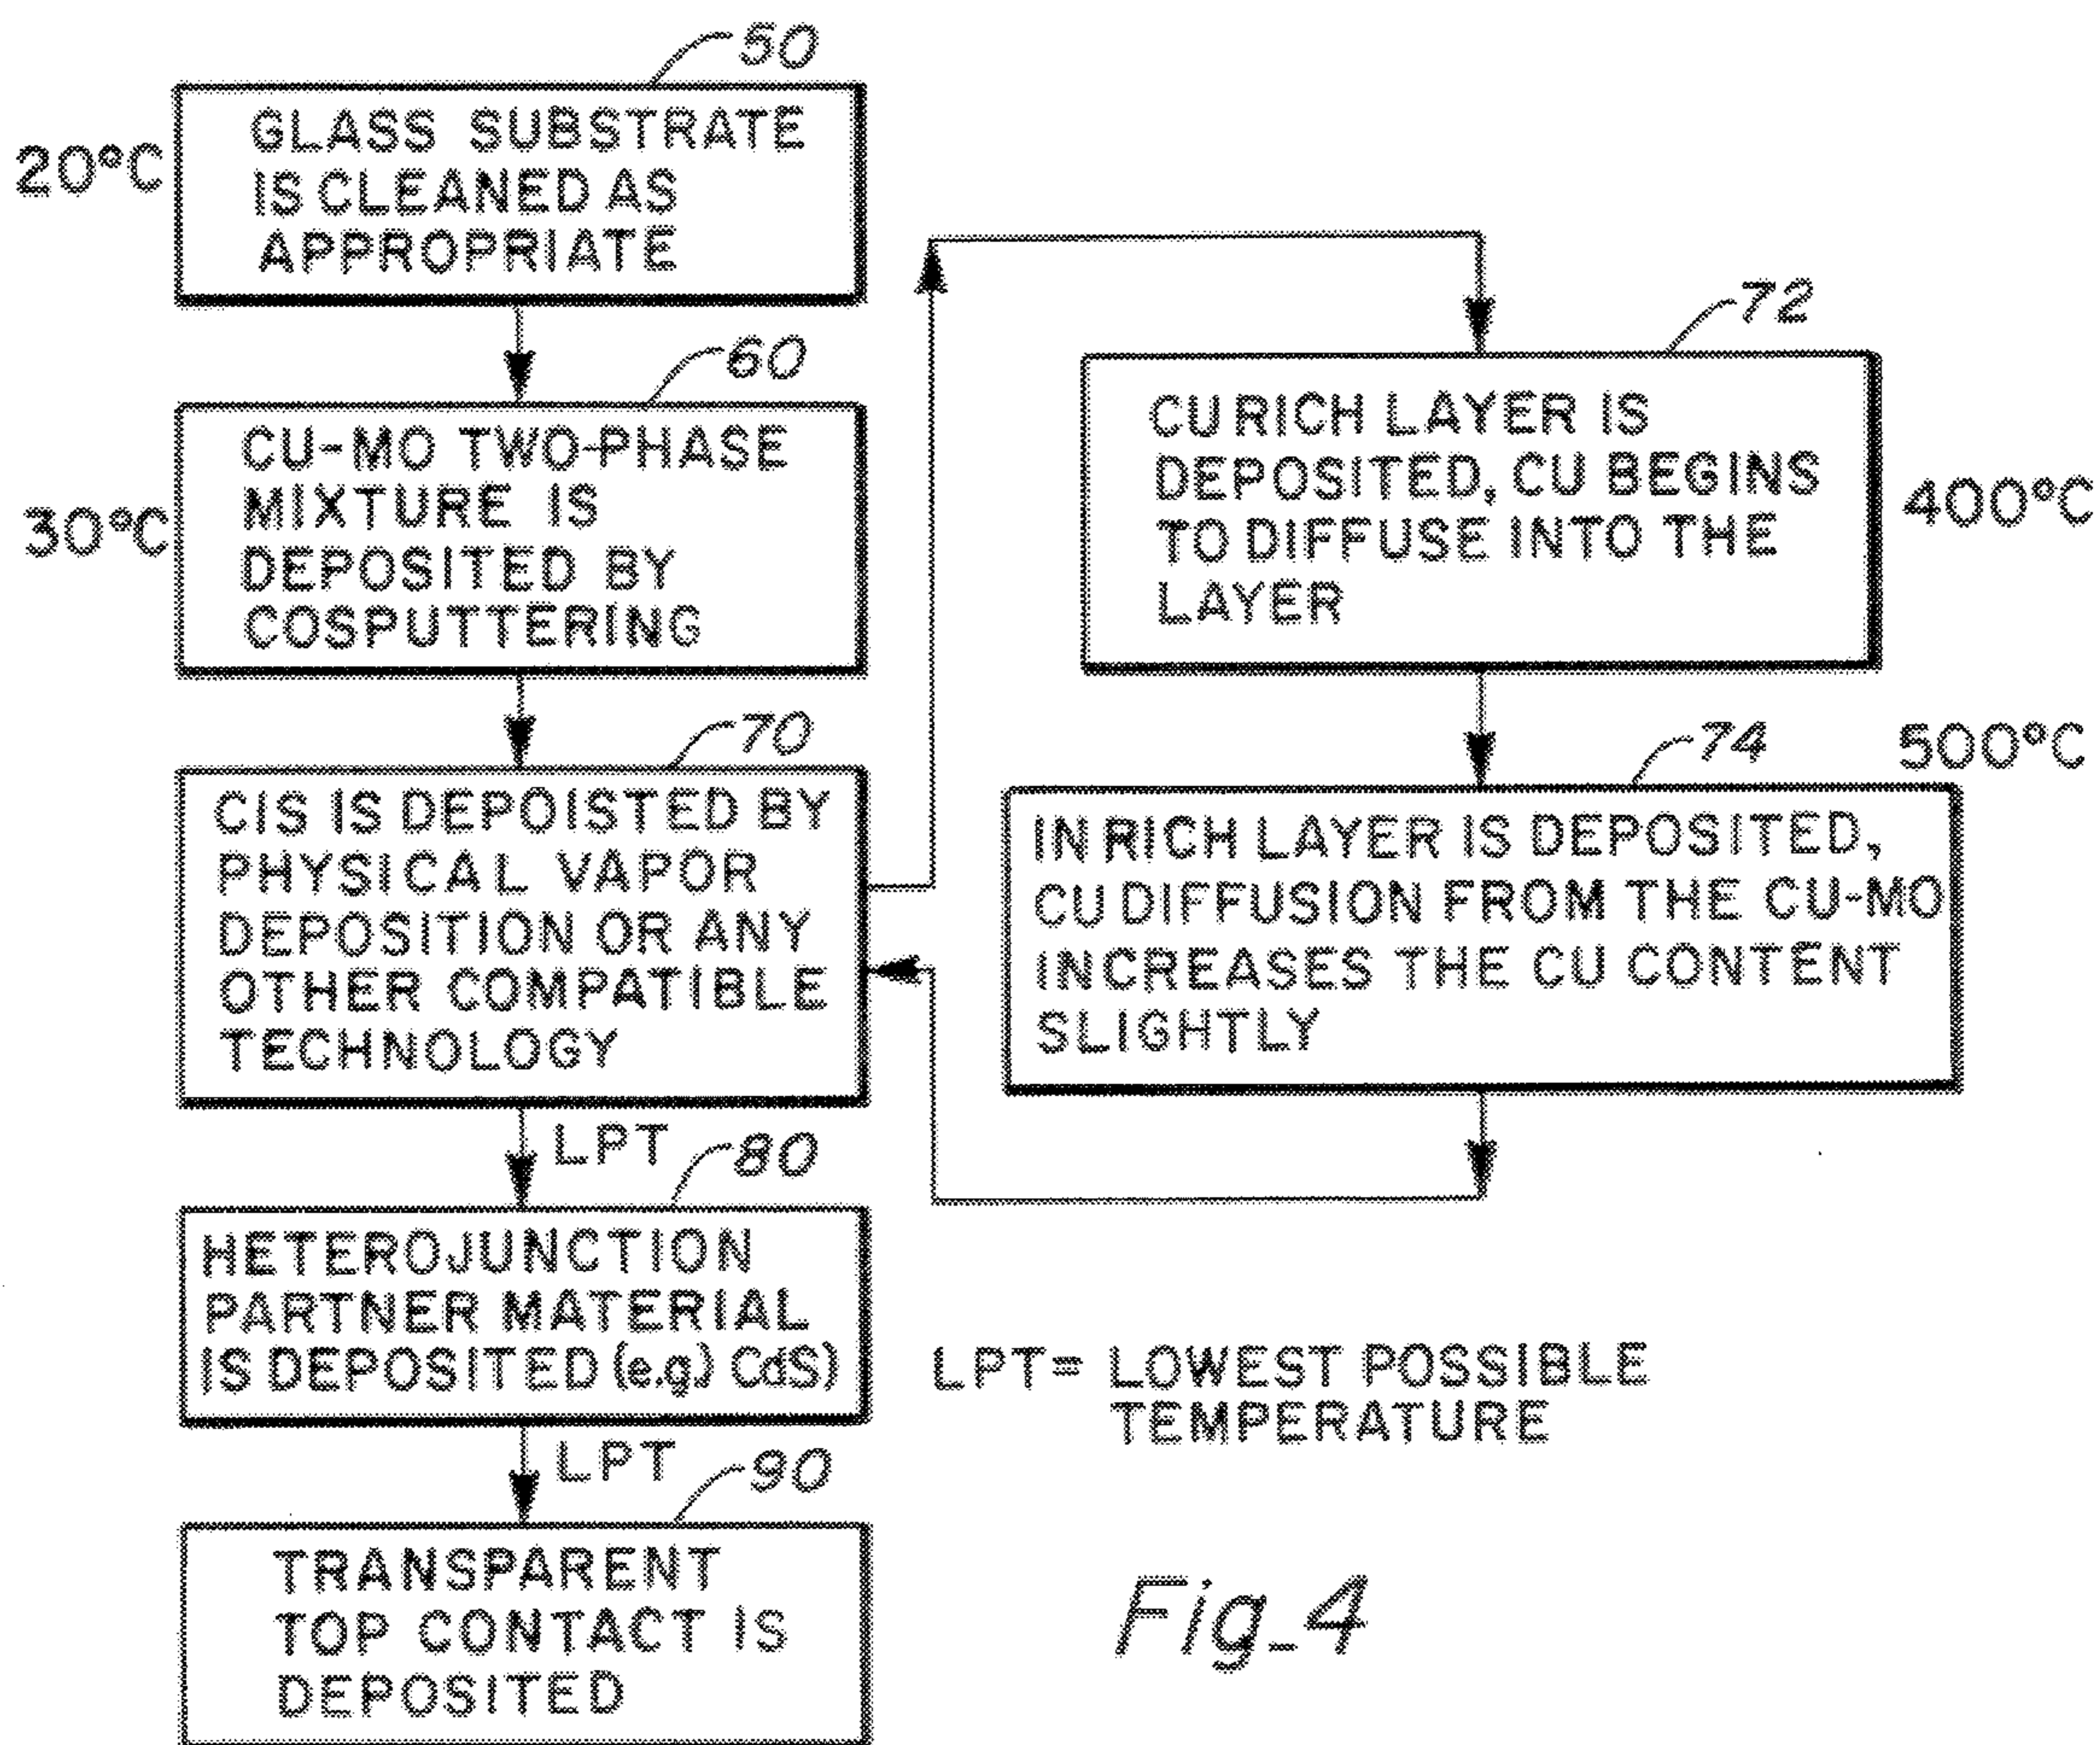 50
20°C
GLASS SUBSTRATE
IS CLEANED AS
APPROPRIATE
60
30°C
CU-MO TWO-PHASE
MIXTURE IS
DEPOSITED BY
COSPUTTERING
70
CIS IS DEPOISTED BY
PHYSICAL VAPOR
DEPOSITION OR ANY
OTHER COMPATIBLE
TECHNOLOGY
72
CU RICH LAYER IS
DEPOSITED, CU BEGINS
TO DIFFUSE INTO THE
LAYER
400°C
74
500°C
IN RICH LAYER IS DEPOSITED,
CU DIFFUSION FROM THE CU-MO
INCREASES THE CU CONTENT
SLIGHTLY
LPT
80
HETEROJUNCTION
PARTNER MATERIAL
IS DEPOSITED (e.g.) CdS)
LPT
90
TRANSPARENT
TOP CONTACT IS
DEPOSITED
LPT= LOWEST POSSIBLE
TEMPERATURE
Fig_4